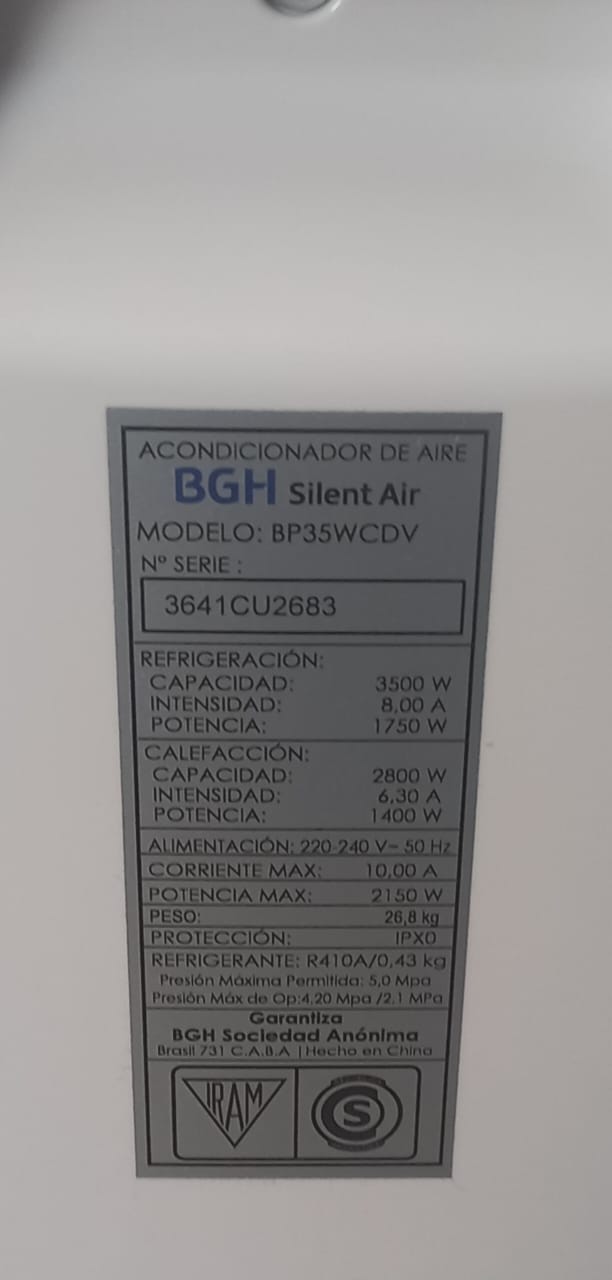 ACONDICIONADOR DE AIRE
BGH Silent Air
MODELO: BP35WCDV
Nº SERIE :
3641CU2683
REFRIGERACIÓN:
CAPACIDAD: 3500 W
INTENSIDAD: 8,00 A
POTENCIA: 1750 W
CALEFACCIÓN:
CAPACIDAD: 2800 W
INTENSIDAD: 6,30 A
POTENCIA: 1400 W
ALIMENTACIÓN: 220-240 V~ 50 Hz
CORRIENTE MAX: 10,00 A
POTENCIA MAX: 2150 W
PESO: 26,8 kg
PROTECCIÓN: IPX0
REFRIGERANTE: R410A/0,43 kg
Presión Máxima Permitida: 5,0 Mpa
Presión Máx de Op:4,20 Mpa /2,1 MPa
Garantiza
BGH Sociedad Anónima
Brasil 731 C.A.B.A | Hecho en China
IRAM
S